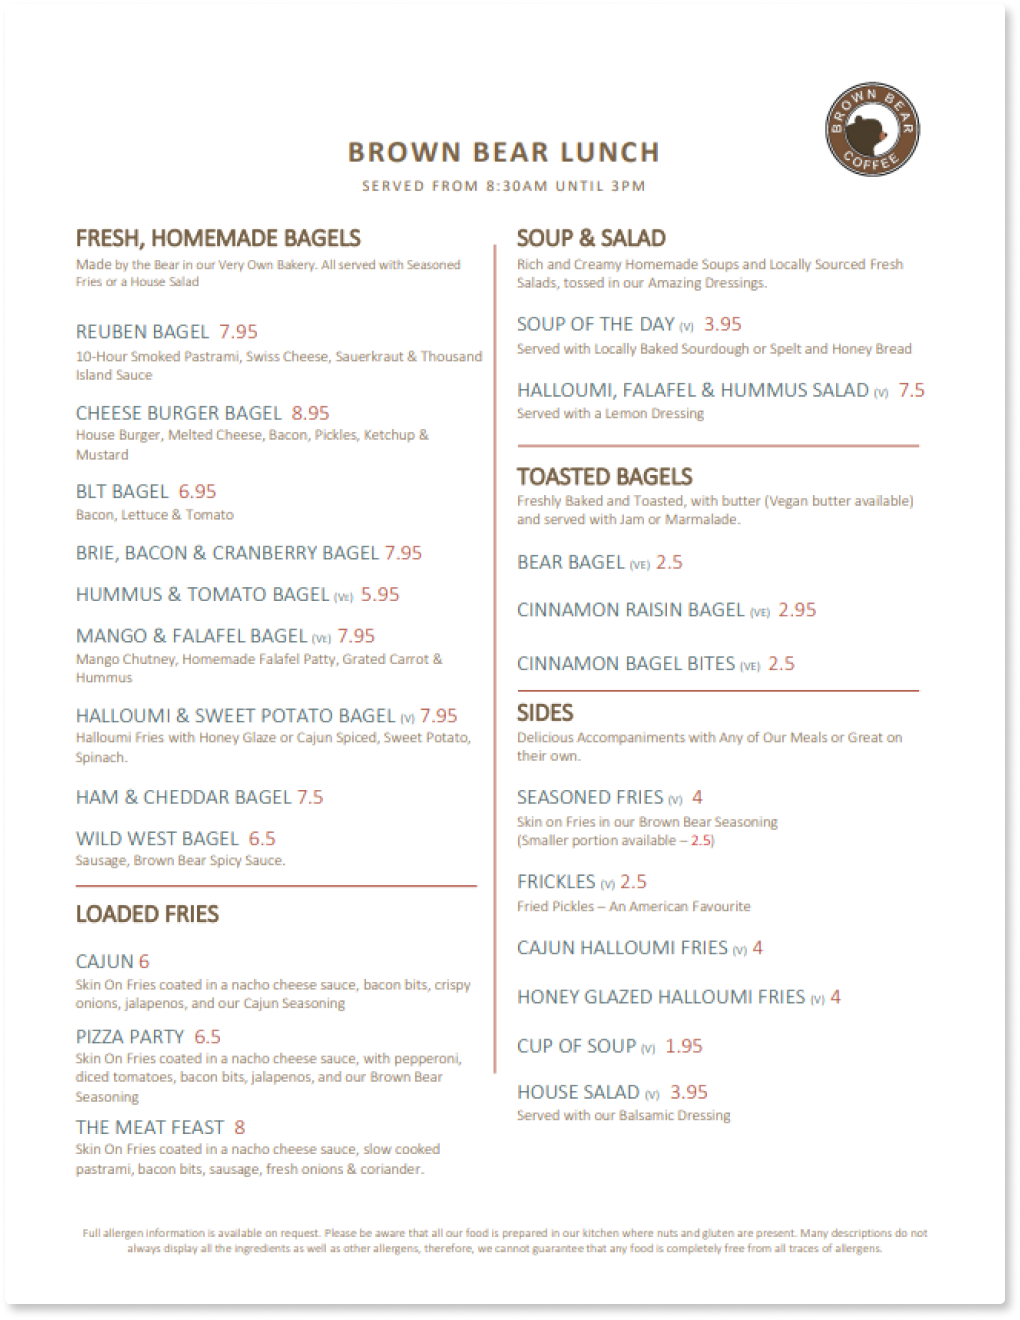 BROWN BEAR
COFFEE
BROWN BEAR LUNCH
SERVED FROM 8:30AM UNTIL 3PM
FRESH, HOMEMADE BAGELS
Made by the Bear in our Very Own Bakery. All served with Seasoned
Fries or a House Salad
REUBEN BAGEL 7.95
10-Hour Smoked Pastrami, Swiss Cheese, Sauerkraut & Thousand
Island Sauce
CHEESE BURGER BAGEL 8.95
House Burger, Melted Cheese, Bacon, Pickles, Ketchup &
Mustard
BLT BAGEL 6.95
Bacon, Lettuce & Tomato
BRIE, BACON & CRANBERRY BAGEL 7.95
HUMMUS & TOMATO BAGEL (VE) 5.95
MANGO & FALAFEL BAGEL (VE) 7.95
Mango Chutney, Homemade Falafel Patty, Grated Carrot &
Hummus
HALLOUMI & SWEET POTATO BAGEL (V) 7.95
Halloumi Fries with Honey Glaze or Cajun Spiced, Sweet Potato,
Spinach.
HAM & CHEDDAR BAGEL 7.5
WILD WEST BAGEL 6.5
Sausage, Brown Bear Spicy Sauce.
LOADED FRIES
CAJUN 6
Skin On Fries coated in a nacho cheese sauce, bacon bits, crispy
onions, jalapenos, and our Cajun Seasoning
PIZZA PARTY 6.5
Skin On Fries coated in a nacho cheese sauce, with pepperoni,
diced tomatoes, bacon bits, jalapenos, and our Brown Bear
Seasoning
THE MEAT FEAST 8
Skin On Fries coated in a nacho cheese sauce, slow cooked
pastrami, bacon bits, sausage, fresh onions & coriander.
SOUP & SALAD
Rich and Creamy Homemade Soups and Locally Sourced Fresh
Salads, tossed in our Amazing Dressings.
SOUP OF THE DAY (V) 3.95
Served with Locally Baked Sourdough or Spelt and Honey Bread
HALLOUMI, FALAFEL & HUMMUS SALAD (V) 7.5
Served with a Lemon Dressing
TOASTED BAGELS
Freshly Baked and Toasted, with butter (Vegan butter available)
and served with Jam or Marmalade.
BEAR BAGEL (VE) 2.5
CINNAMON RAISIN BAGEL (VE) 2.95
CINNAMON BAGEL BITES (VE) 2.5
SIDES
Delicious Accompaniments with Any of Our Meals or Great on
their own.
SEASONED FRIES (V) 4
Skin on Fries in our Brown Bear Seasoning
(Smaller portion available – 2.5)
FRICKLES (V) 2.5
Fried Pickles – An American Favourite
CAJUN HALLOUMI FRIES (V) 4
HONEY GLAZED HALLOUMI FRIES (V) 4
CUP OF SOUP (V) 1.95
HOUSE SALAD (V) 3.95
Served with our Balsamic Dressing
Full allergen information is available on request. Please be aware that all our food is prepared in our kitchen where nuts and gluten are present. Many descriptions do not
always display all the ingredients as well as other allergens, therefore, we cannot guarantee that any food is completely free from all traces of allergens.